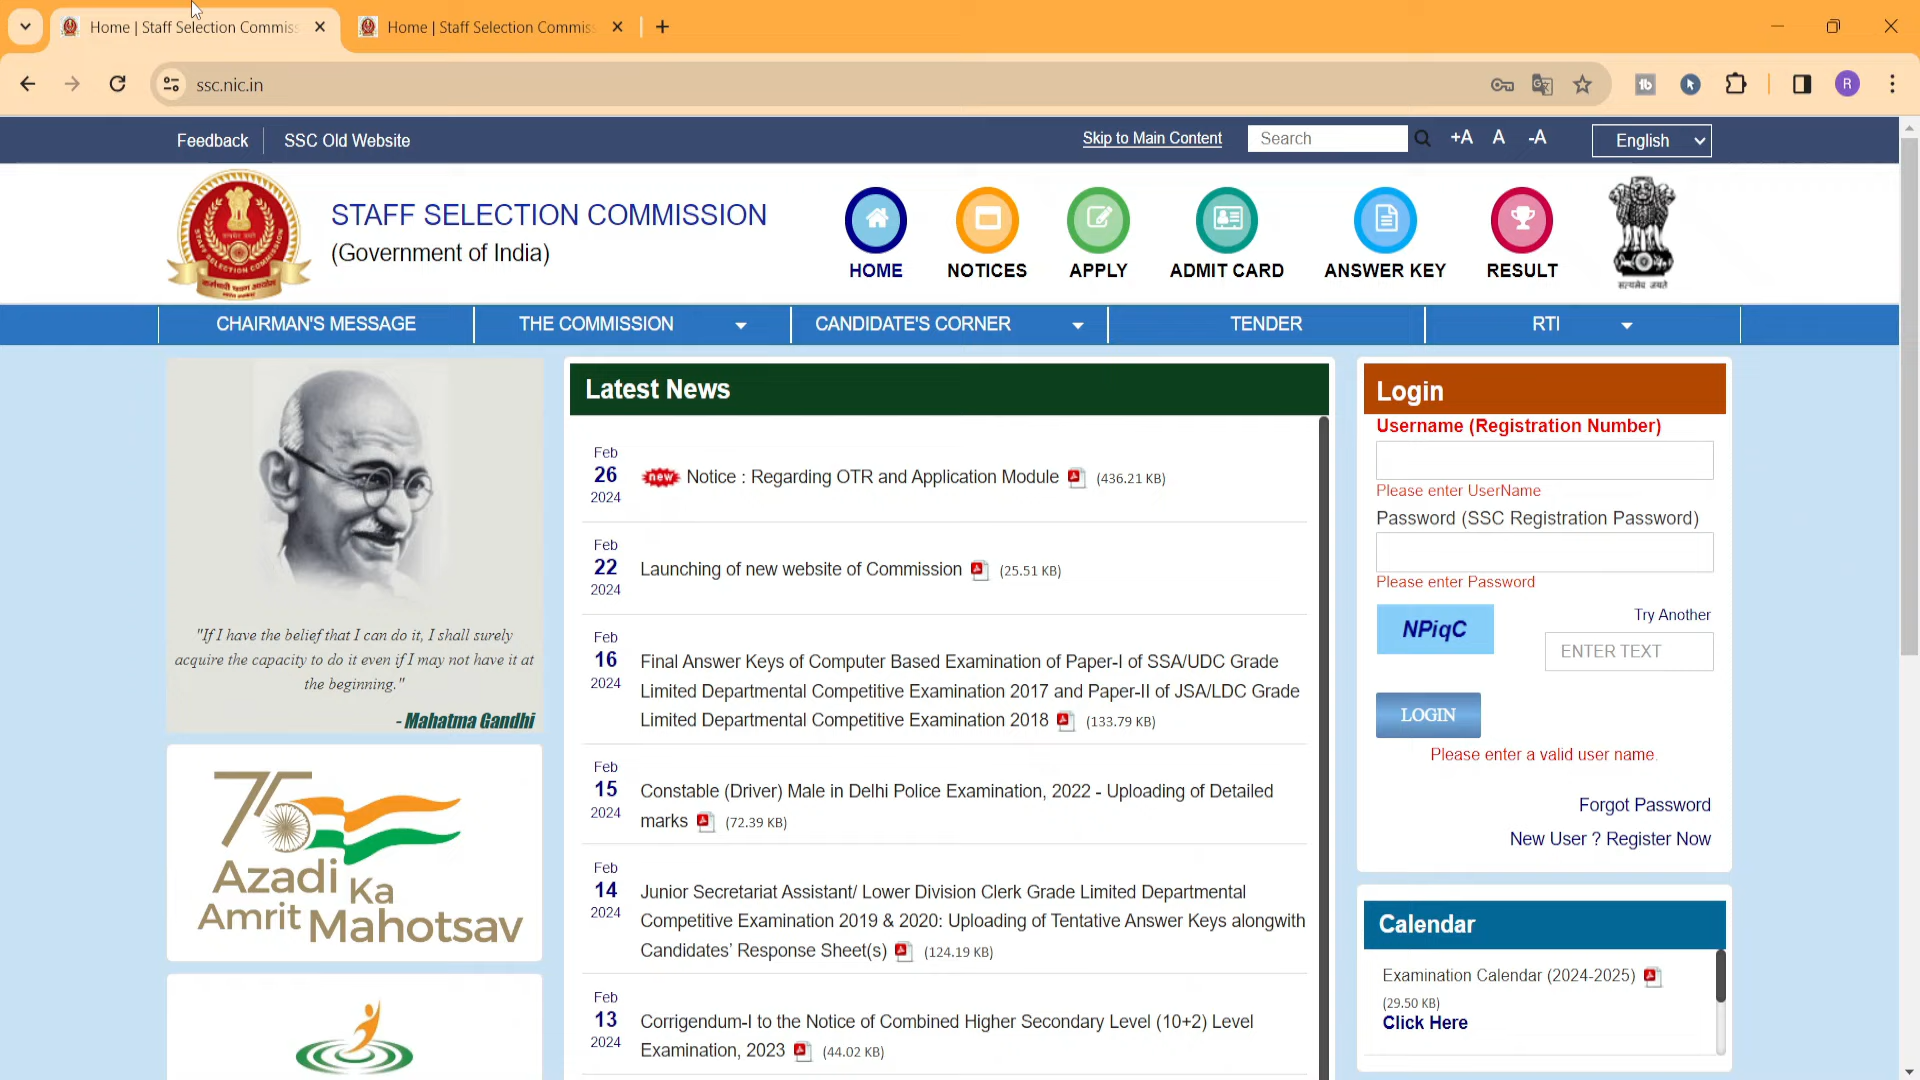 Home | Staff Selection Commis
Home | Staff Selection Commis
ssc.nic.in
R
Feedback
SSC Old Website
Skip to Main Content
Search
+A A -A
English
STAFF SELECTION COMMISSION
(Government of India)
HOME
NOTICES
APPLY
ADMIT CARD
ANSWER KEY
RESULT
सत्यमेव जयते
CHAIRMAN'S MESSAGE
THE COMMISSION
CANDIDATE'S CORNER
TENDER
RTI
"If I have the belief that I can do it, I shall surely
acquire the capacity to do it even if I may not have it at
the beginning."
- Mahatma Gandhi
75
Azadi Ka
Amrit Mahotsav
Latest News
Feb
26
2024
new Notice : Regarding OTR and Application Module (436.21 KB)
Feb
22
2024
Launching of new website of Commission (25.51 KB)
Feb
16
2024
Final Answer Keys of Computer Based Examination of Paper-I of SSA/UDC Grade
Limited Departmental Competitive Examination 2017 and Paper-II of JSA/LDC Grade
Limited Departmental Competitive Examination 2018 (133.79 KB)
Feb
15
2024
Constable (Driver) Male in Delhi Police Examination, 2022 - Uploading of Detailed
marks (72.39 KB)
Feb
14
2024
Junior Secretariat Assistant/ Lower Division Clerk Grade Limited Departmental
Competitive Examination 2019 & 2020: Uploading of Tentative Answer Keys alongwith
Candidates' Response Sheet(s) (124.19 KB)
Feb
13
2024
Corrigendum-I to the Notice of Combined Higher Secondary Level (10+2) Level
Examination, 2023 (44.02 KB)
Login
Username (Registration Number)
Please enter UserName
Password (SSC Registration Password)
Please enter Password
NPiqC
Try Another
ENTER TEXT
LOGIN
Please enter a valid user name.
Forgot Password
New User ? Register Now
Calendar
Examination Calendar (2024-2025)
(29.50 KB)
Click Here